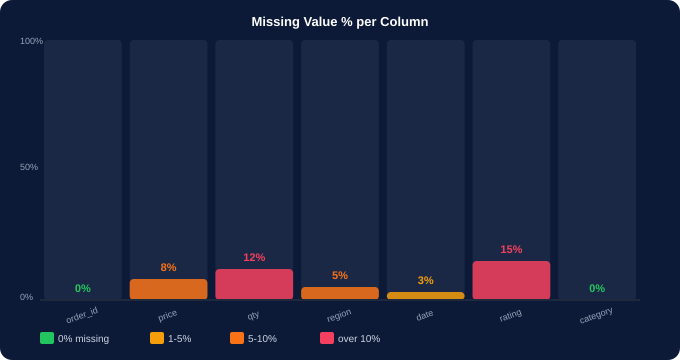 Missing Value % per Column
100%
50%
0%
0%
8%
12%
5%
3%
15%
0%
order_id
price
qty
region
date
rating
category
0% missing
1-5%
5-10%
over 10%